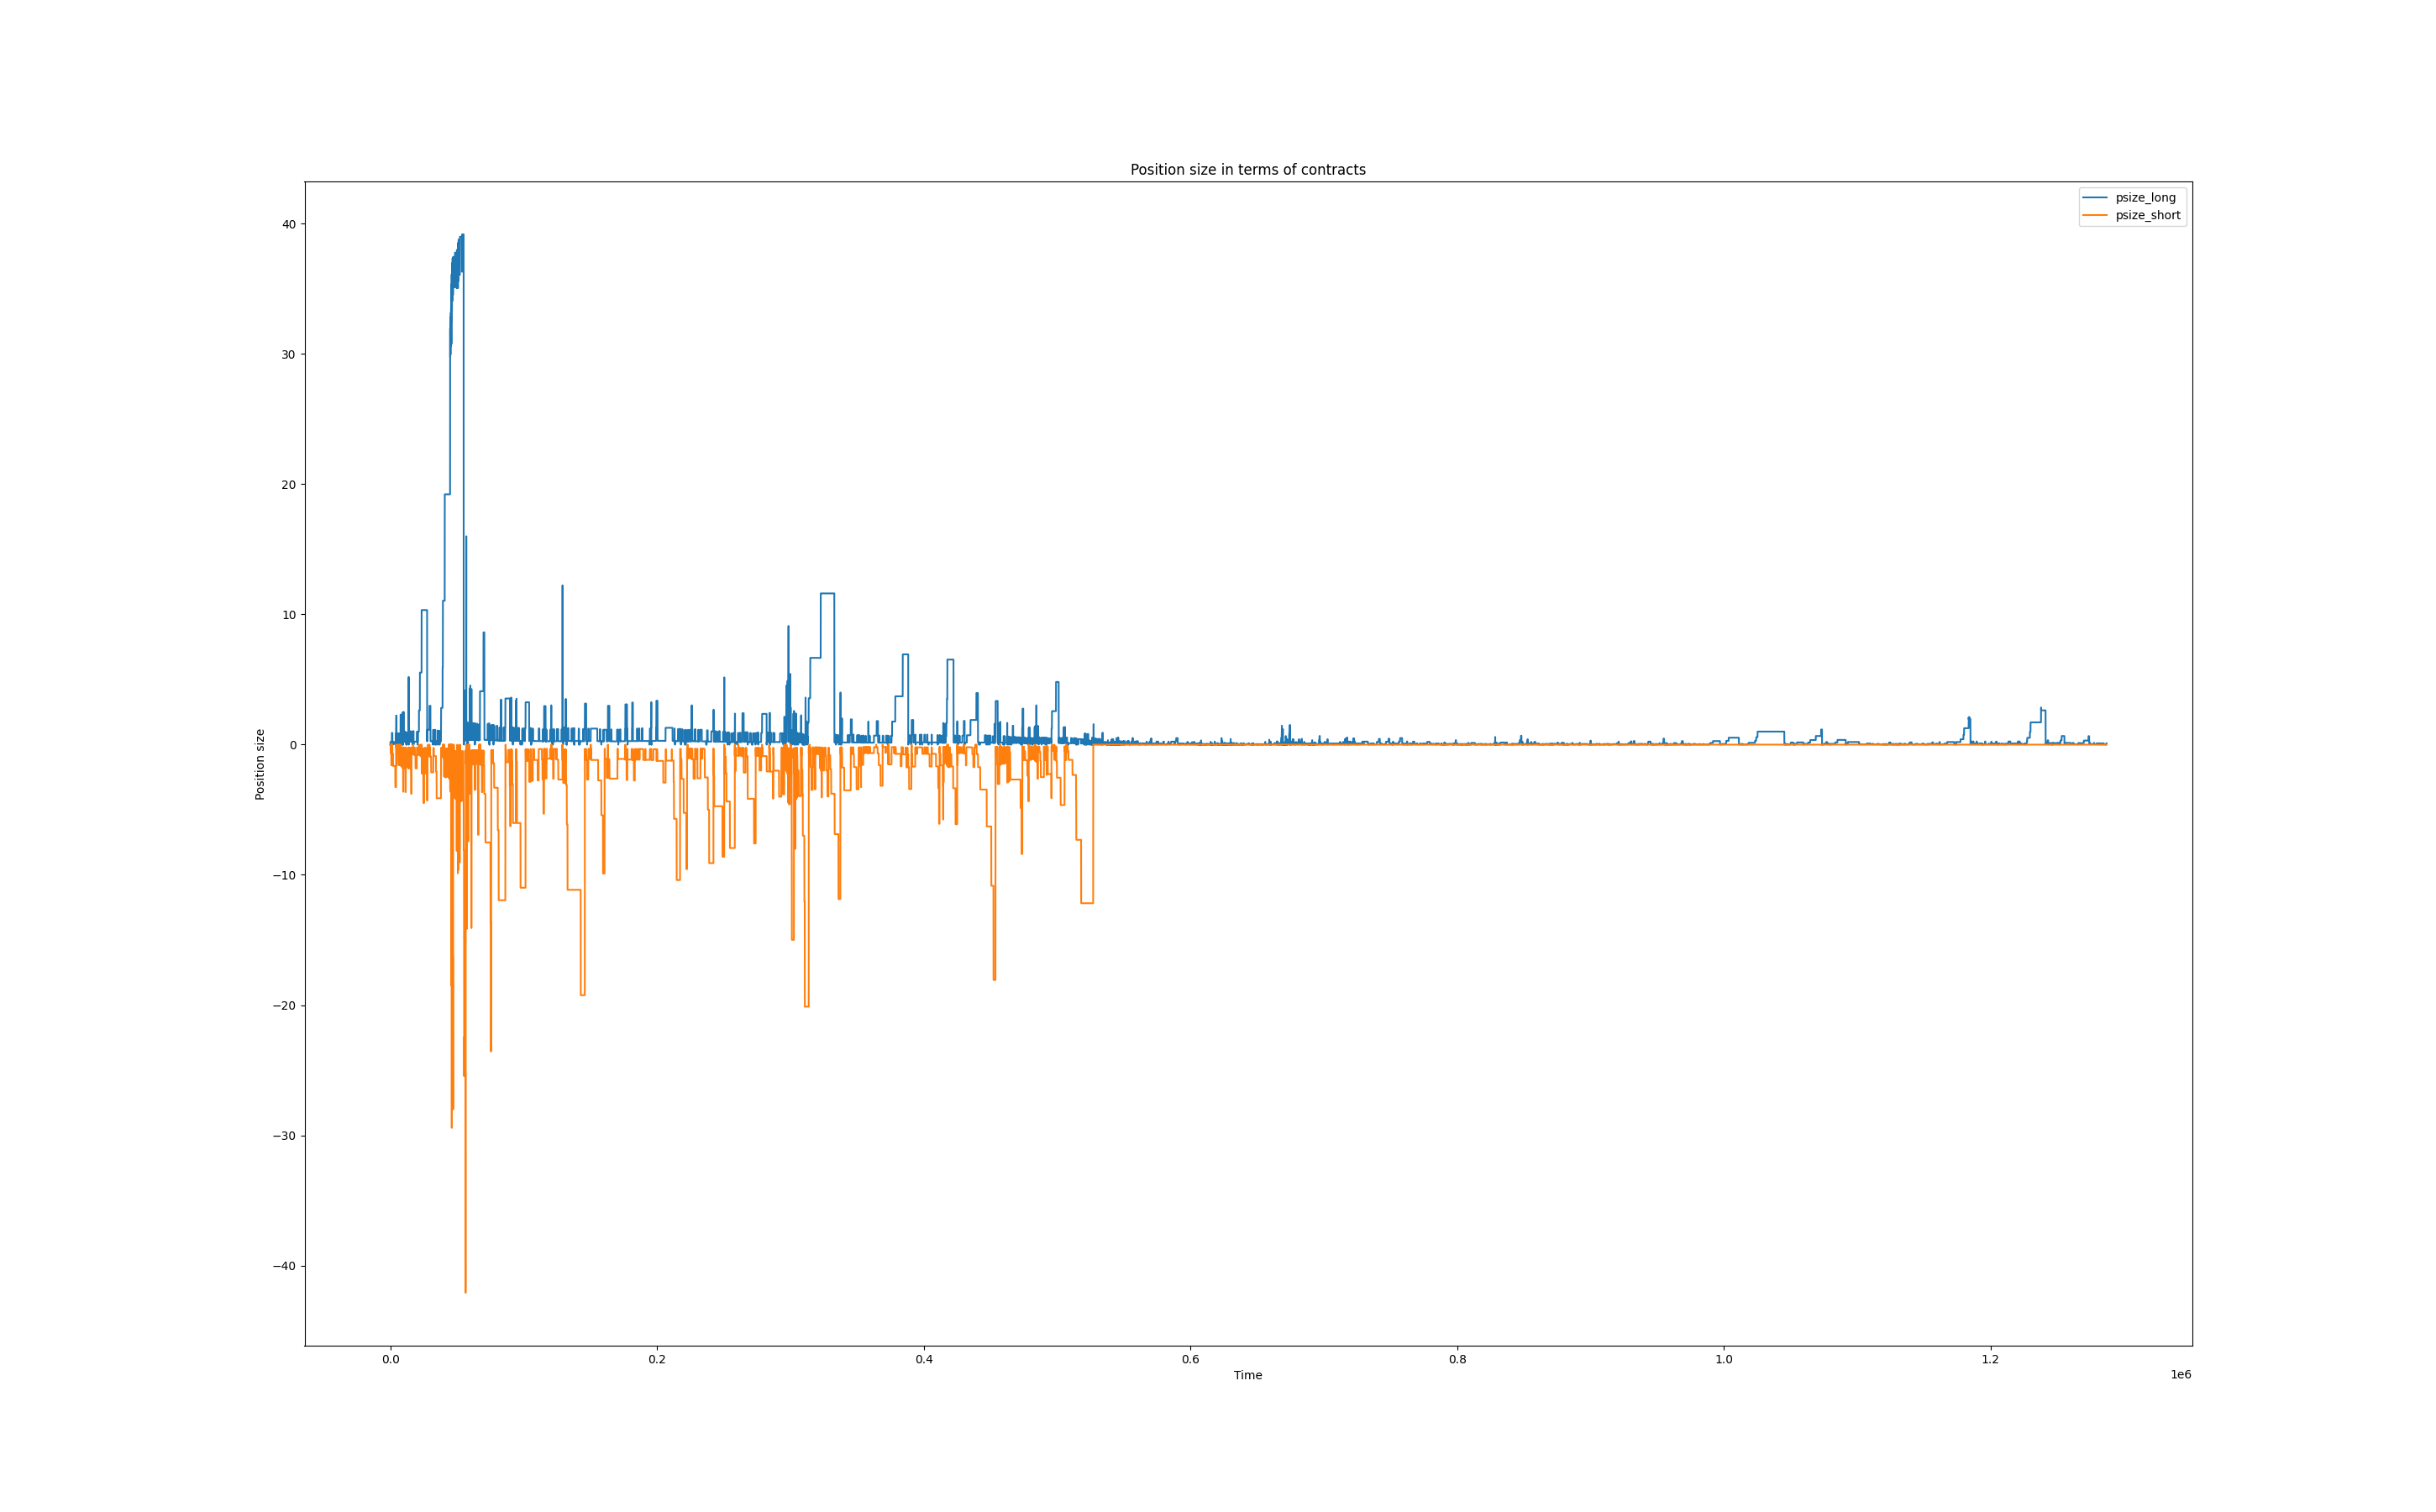 Position size in terms of contracts
psize_long
psize_short
Position size
40
30
20
10
0
−10
−20
−30
−40
0.0
0.2
0.4
0.6
0.8
1.0
1.2
1e6
Time